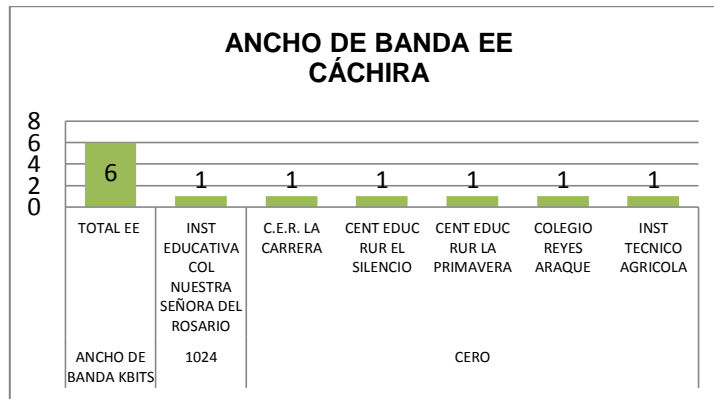 ANCHO DE BANDA EE
CÁCHIRA
8
6
4
2
0
6
1
1
1
1
1
1
TOTAL EE
INST
EDUCATIVA
COL
NUESTRA
SEÑORA DEL
ROSARIO
C.E.R. LA
CARRERA
CENT EDUC
RUR EL
SILENCIO
CENT EDUC
RUR LA
PRIMAVERA
COLEGIO
REYES
ARAQUE
INST
TECNICO
AGRICOLA
ANCHO DE
BANDA KBITS
1024
CERO